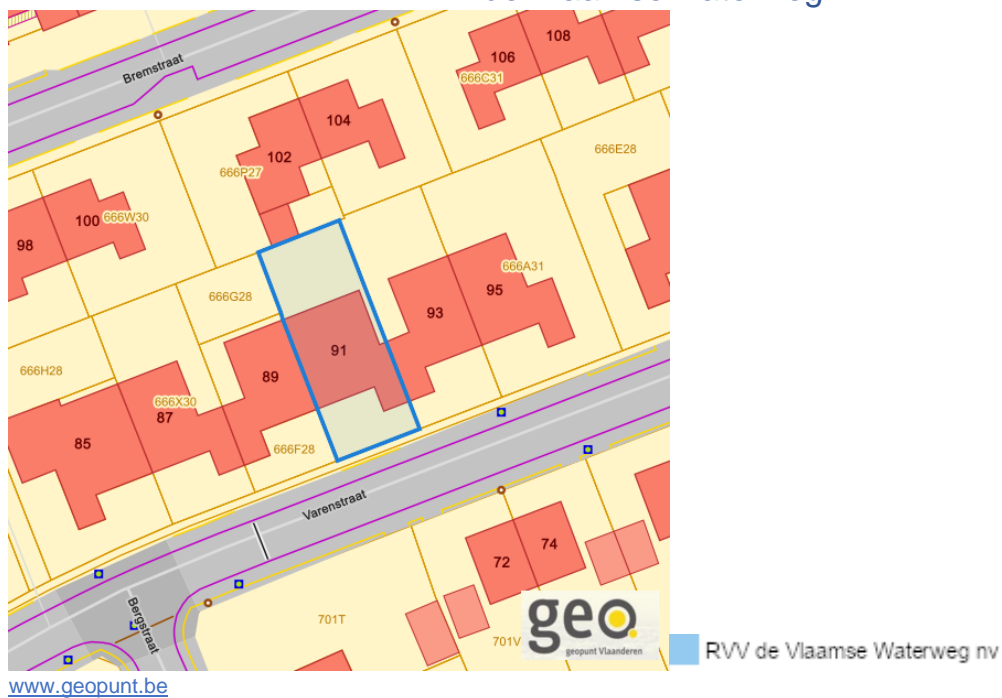 Bremstraat
106
108
666C31
104
102
666P27
666E28
100
666W30
98
666A31
95
93
666G28
91
89
666H28
666X30
87
85
666F28
Varenstraat
72
74
Bergstraat
701T
701V
geo
geopunt Vlaanderen
RVV de Vlaamse Waterweg nv
www.geopunt.be